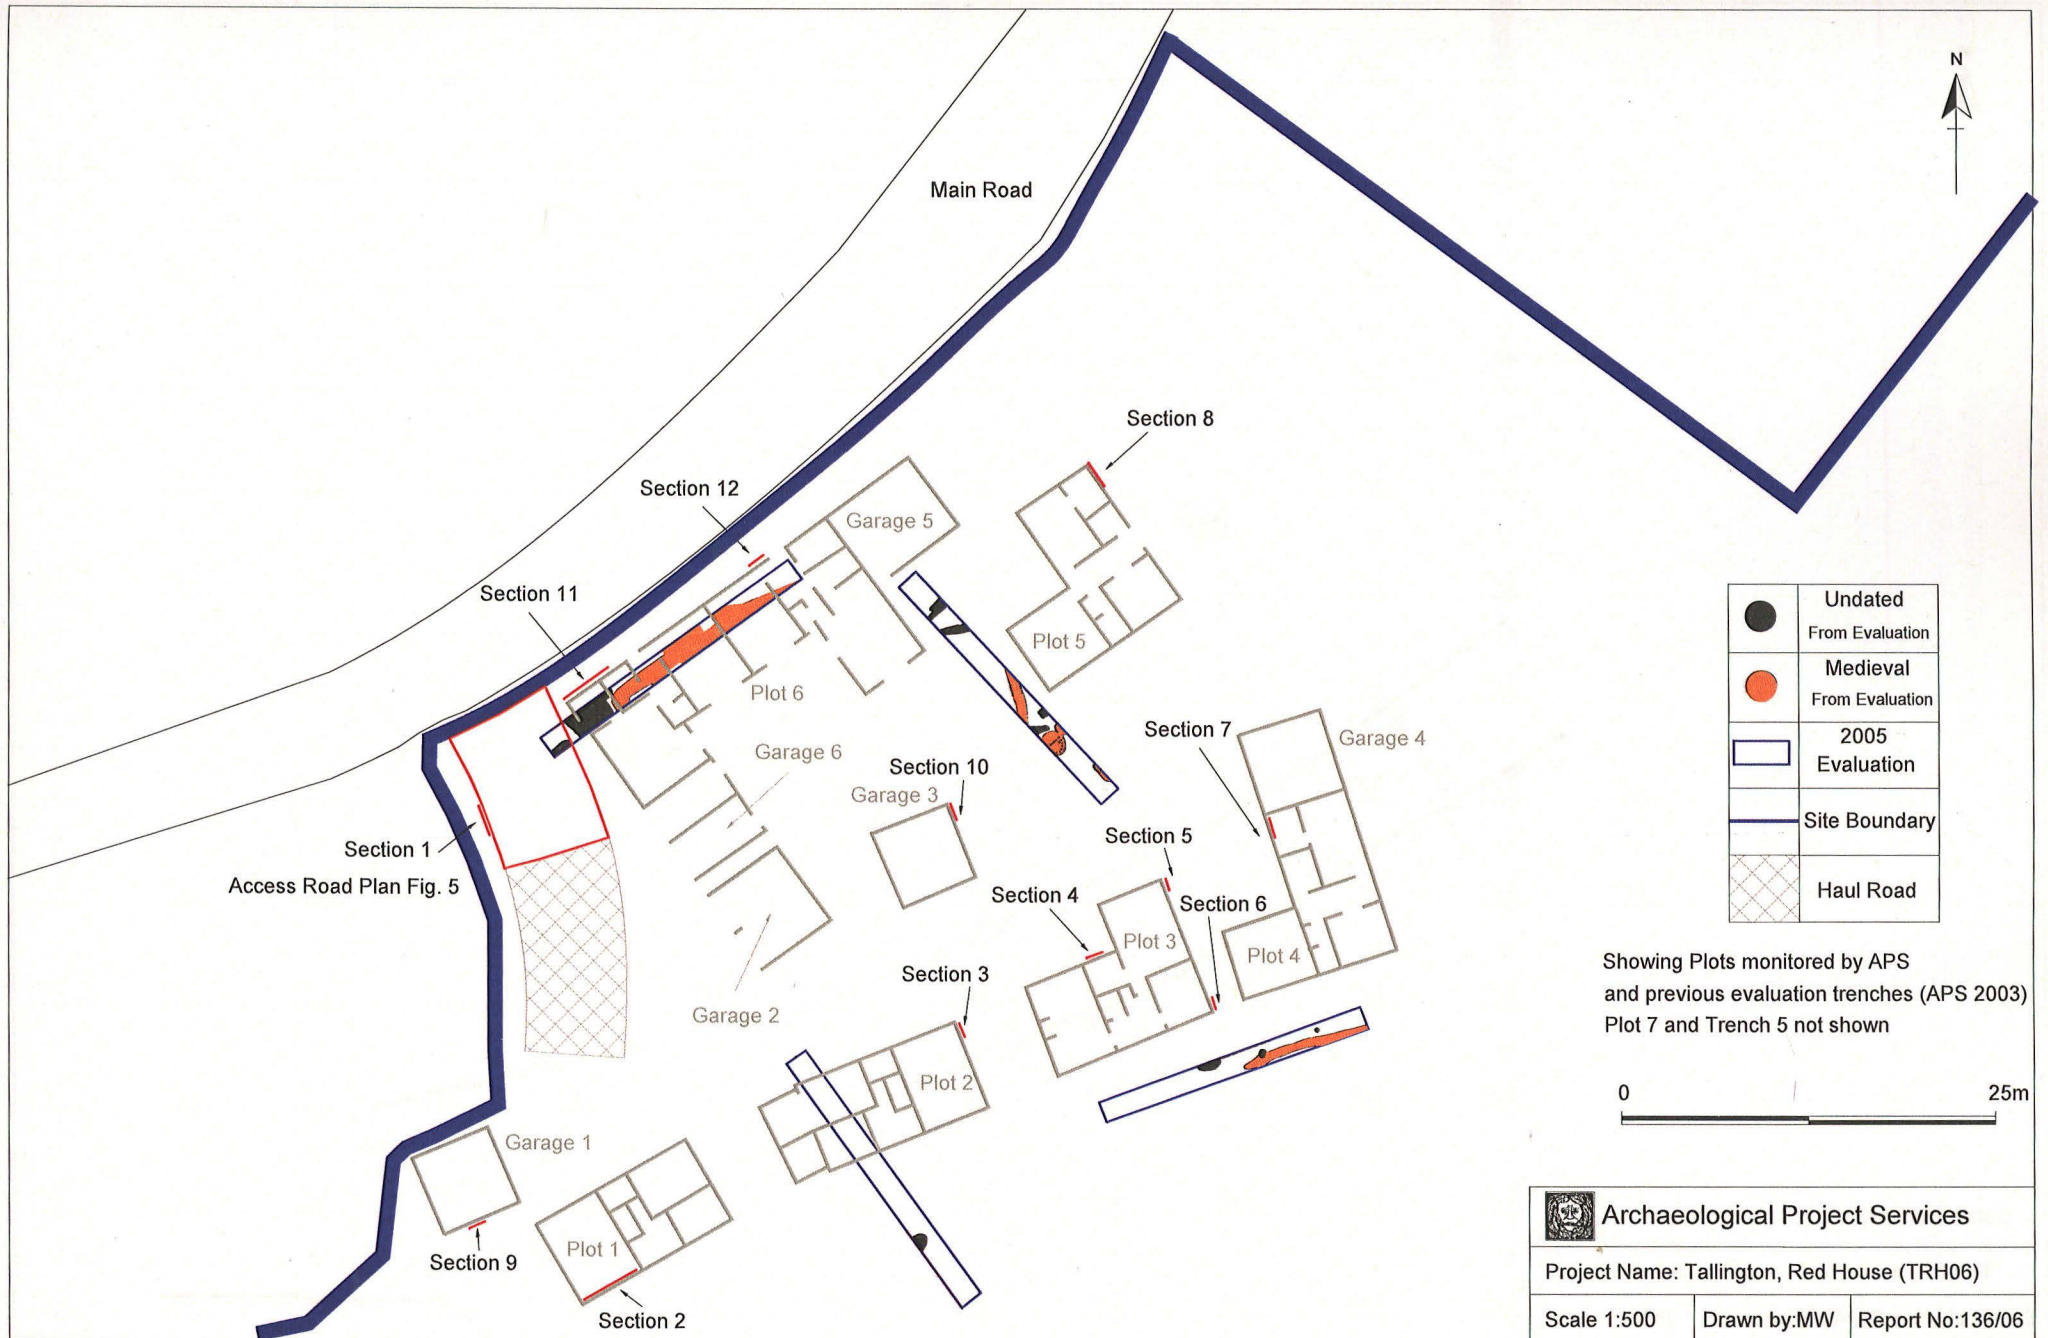 N
Main Road
Section 8
Section 12
Garage 5
Section 11
Undated
From Evaluation
Plot 5
Medieval
From Evaluation
Plot 6
Section 7
Garage 4
2005
Evaluation
Garage 6
Section 10
Garage 3
Section 1
Access Road Plan Fig. 5
Section 5
Site Boundary
Section 4
Section 6
Haul Road
Plot 3
Plot 4
Section 3
Garage 2
Showing Plots monitored by APS
and previous evaluation trenches (APS 2003)
Plot 7 and Trench 5 not shown
Plot 2
0 25m
Garage 1
Plot 1
Section 9
Section 2
Archaeological Project Services
Project Name: Tallington, Red House (TRH06)
Scale 1:500
Drawn by:MW
Report No:136/06